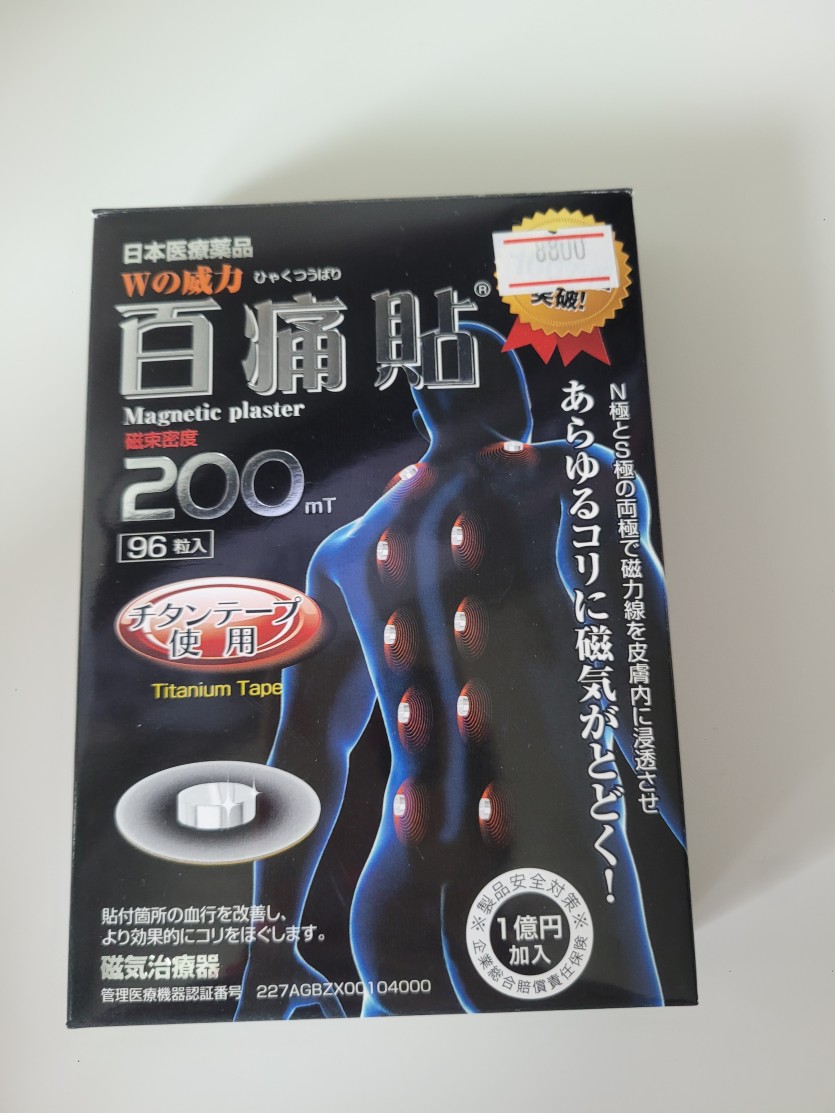 日本医療薬品
Wの威力 ひゃくつうばり
百痛貼®
Magnetic plaster
磁束密度
200mT
96粒入
チタンテープ
使用
Titanium Tape
8800
突破!
N極とS極の両極で磁力線を皮膚内に浸透させ
あらゆるコリに磁気がとどく!
貼付箇所の血行を改善し、
より効果的にコリをほぐします。
磁気治療器
管理医療機器認証番号 227AGBZX00104000
※製品安全対策※
1億円
加入
企業総合賠償責任保険